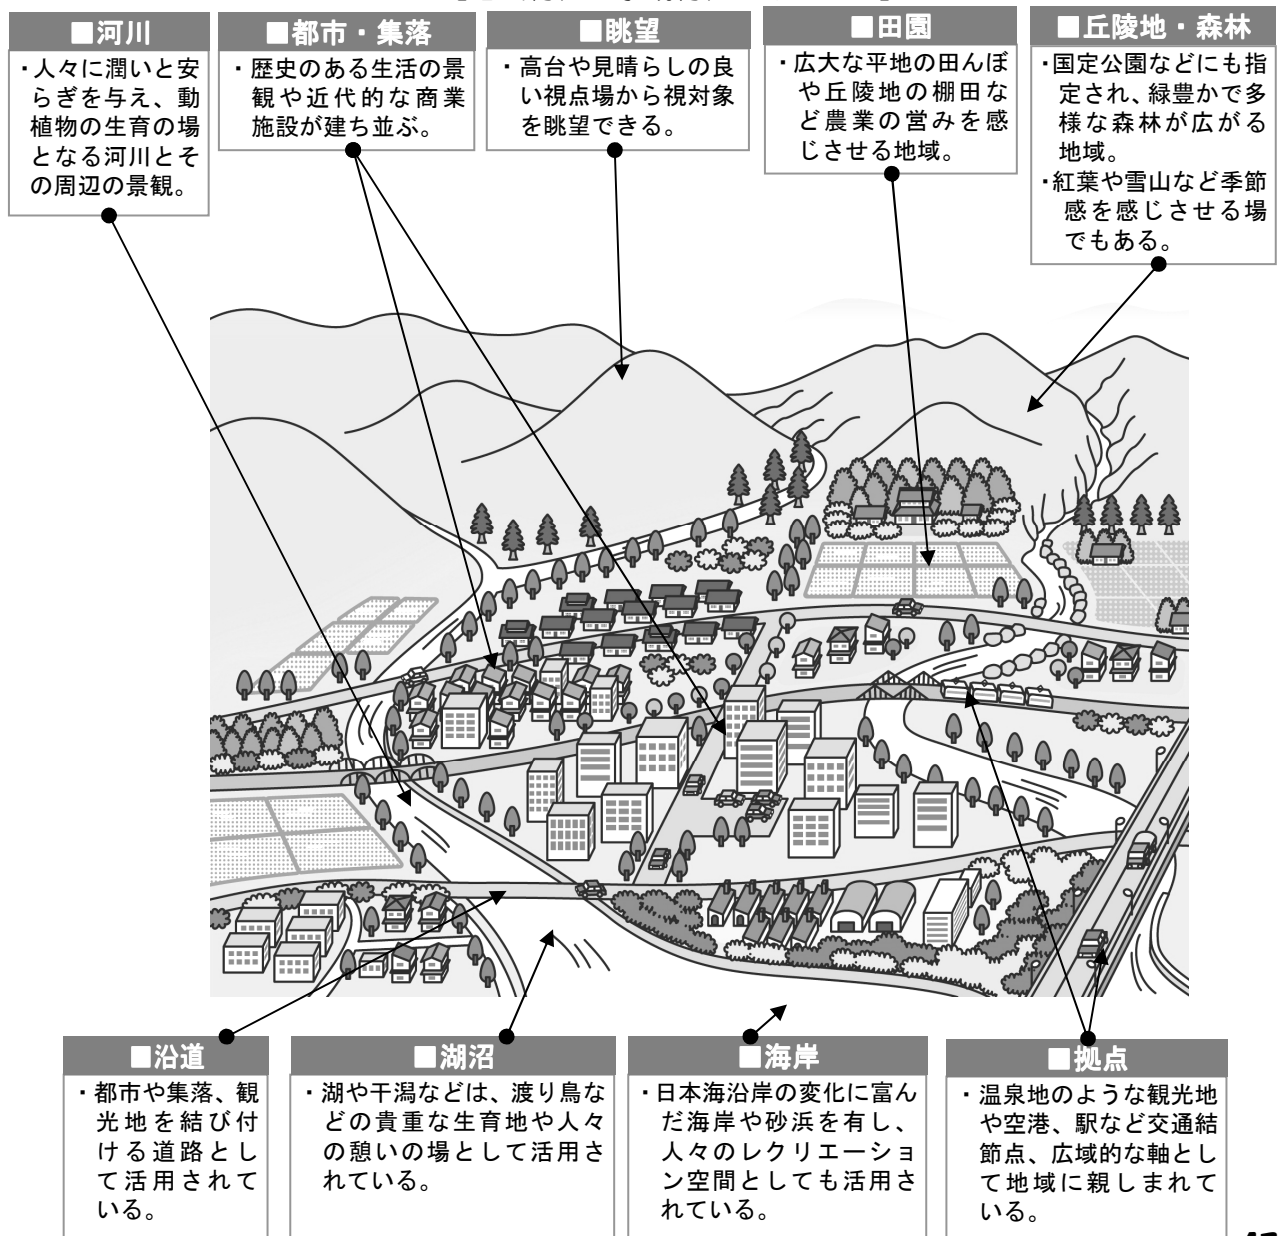 ■河川
・人々に潤いと安
らぎを与え、動
植物の生育の場
となる河川とそ
の周辺の景観。
■都市・集落
・歴史のある生活の景
観や近代的な商業
施設が建ち並ぶ。
■眺望
・高台や見晴らしの良
い視点場から視対象
を眺望できる。
■田園
・広大な平地の田んぼ
や丘陵地の棚田な
ど農業の営みを感
じさせる地域。
■丘陵地・森林
・国定公園などにも指
定され、緑豊かで多
様な森林が広がる
地域。
・紅葉や雪山など季節
感を感じさせる場
でもある。
■沿道
・都市や集落、観
光地を結び付
ける道路とし
て活用されて
いる。
■湖沼
・湖や干潟などは、渡り鳥な
どの貴重な生育地や人々
の憩いの場として活用さ
れている。
■海岸
・日本海沿岸の変化に富ん
だ海岸や砂浜を有し、
人々のレクリエーショ
ン空間としても活用さ
れている。
■拠点
・温泉地のような観光地
や空港、駅など交通結
節点、広域的な軸とし
て地域に親しまれて
いる。